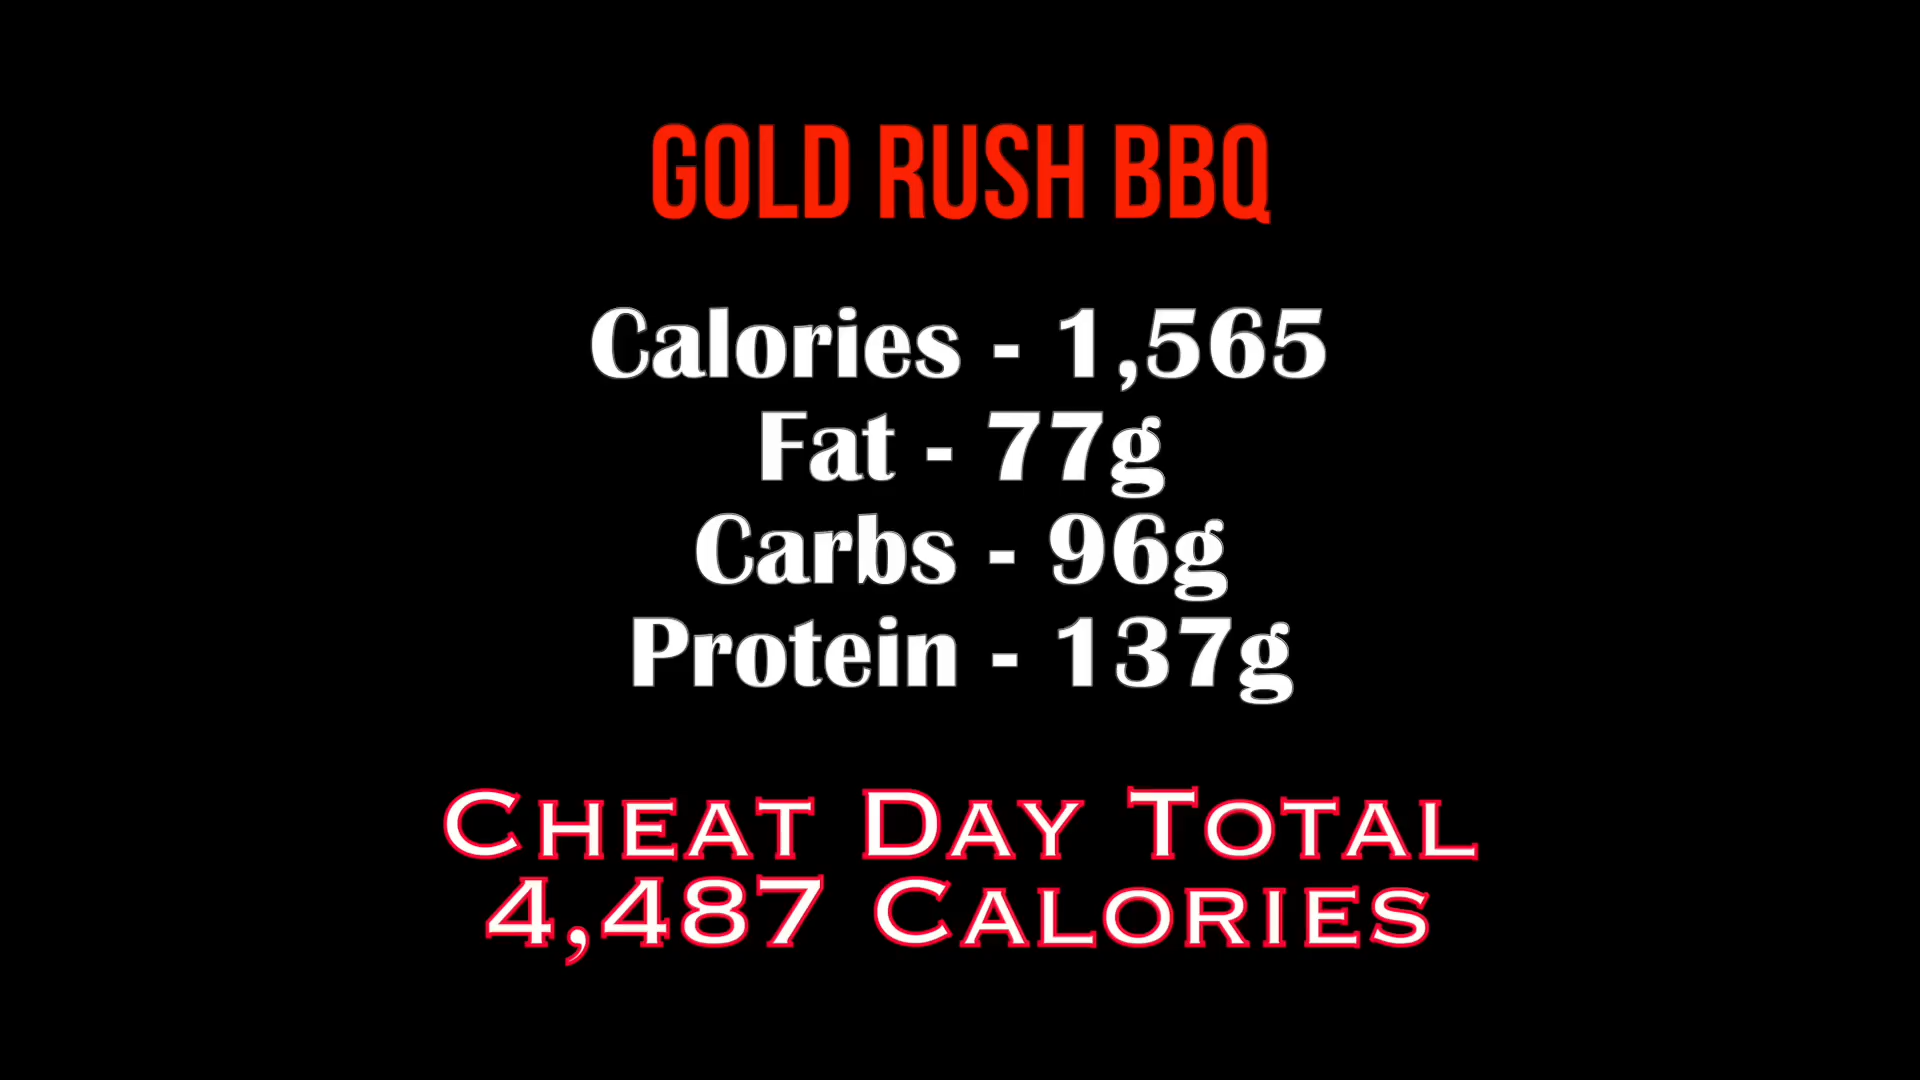 GOLD RUSH BBQ
Calories - 1,565
Fat - 77g
Carbs - 96g
Protein - 137g
Cheat Day Total
4,487 Calories